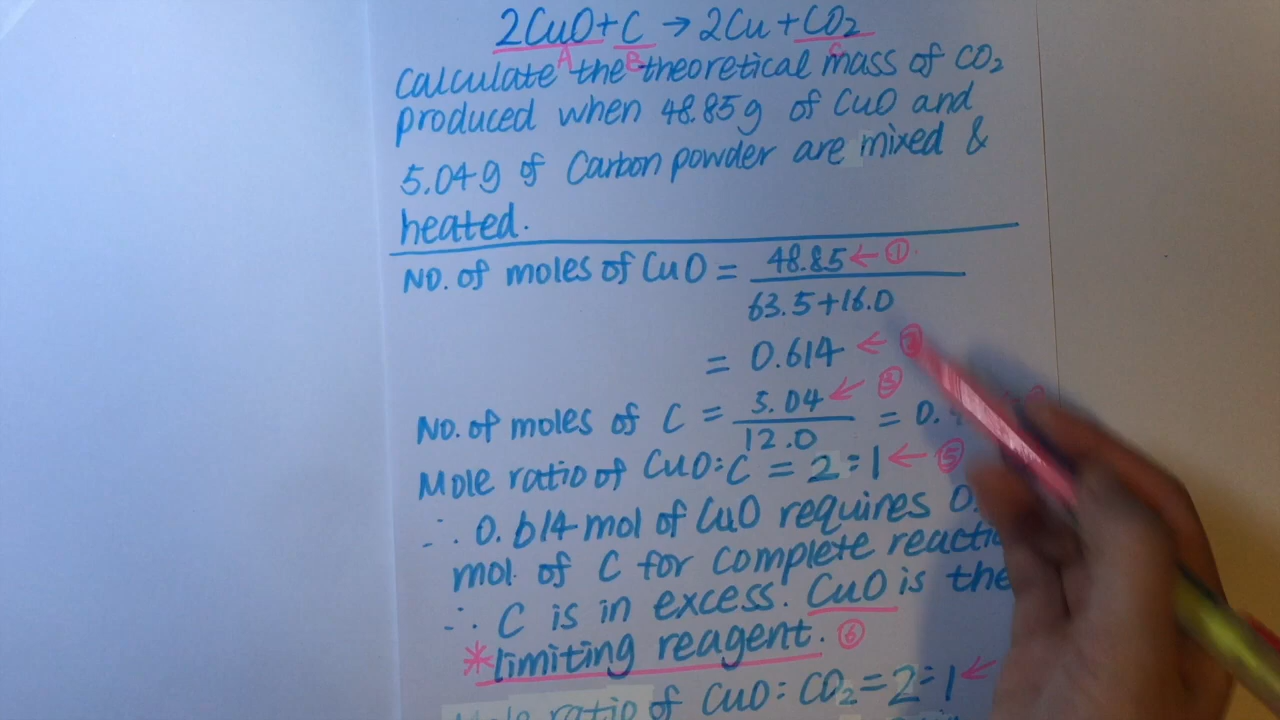 2CuO + C → 2Cu + CO₂
A B C
Calculate the theoretical mass of CO₂
produced when 48.85g of CuO and
5.04g of Carbon powder are mixed &
heated.
NO. of moles of CuO = 48.85 ← ①
63.5+16.0
= 0.614 ←
No. of moles of C = 5.04 ← ③ = 0.
12.0
Mole ratio of CuO:C = 2:1 ← ⑤
∴ 0.614 mol of CuO requires 0.
mol. of C for complete
∴ C is in excess. CuO is the
*limiting reagent. ⑥
Mole ratio of CuO:CO₂ = 2:1 ←